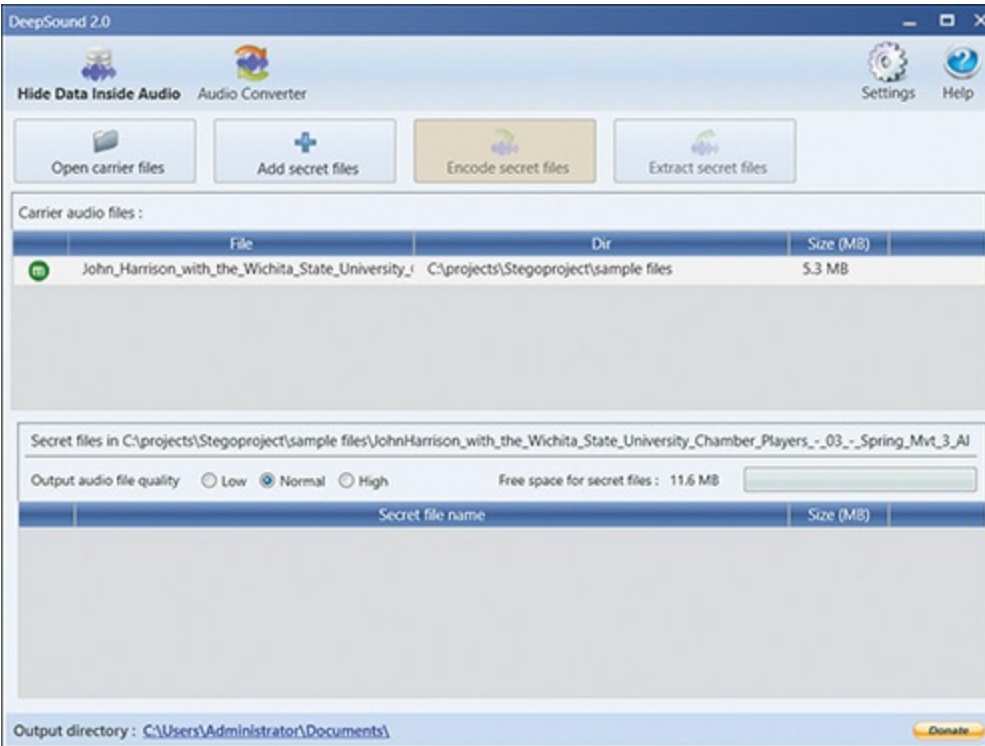 DeepSound 2.0
Hide Data Inside Audio Audio Converter Settings Help
Open carrier files Add secret files Encode secret files Extract secret files
Carrier audio files :
File Dir Size (MB)
m John_Harrison_with_the_Wichita_State_University_ C:\projects\Stegoproject\sample files 5.3 MB
Secret files in C:\projects\Stegoproject\sample files\JohnHarrison_with_the_Wichita_State_University_Chamber_Players_-_03_-_Spring_Mvt_3_Al
Output audio file quality Low Normal High Free space for secret files : 11.6 MB
Secret file name Size (MB)
Output directory : C:\Users\Administrator\Documents\ Donate